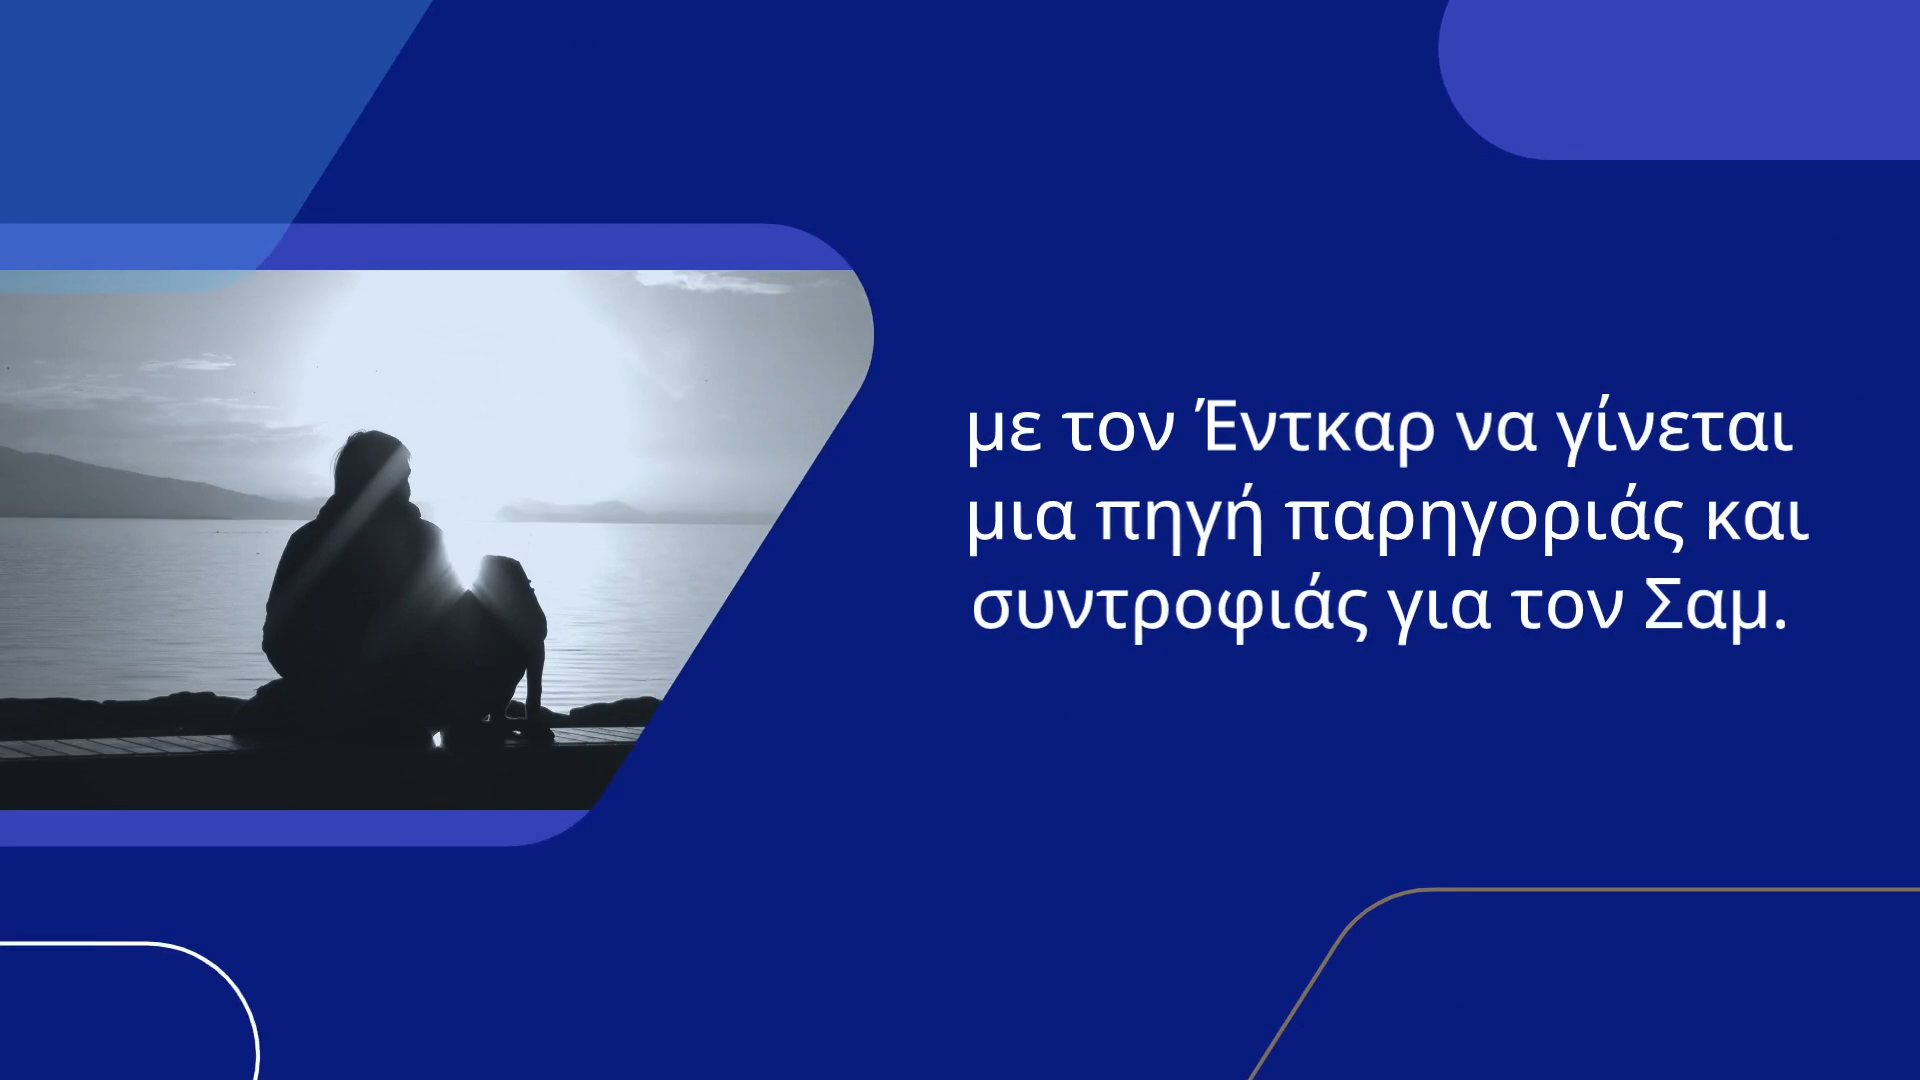 με τον Έντκαρ να γίνεται
μια πηγή παρηγοριάς και
συντροφιάς για τον Σαμ.